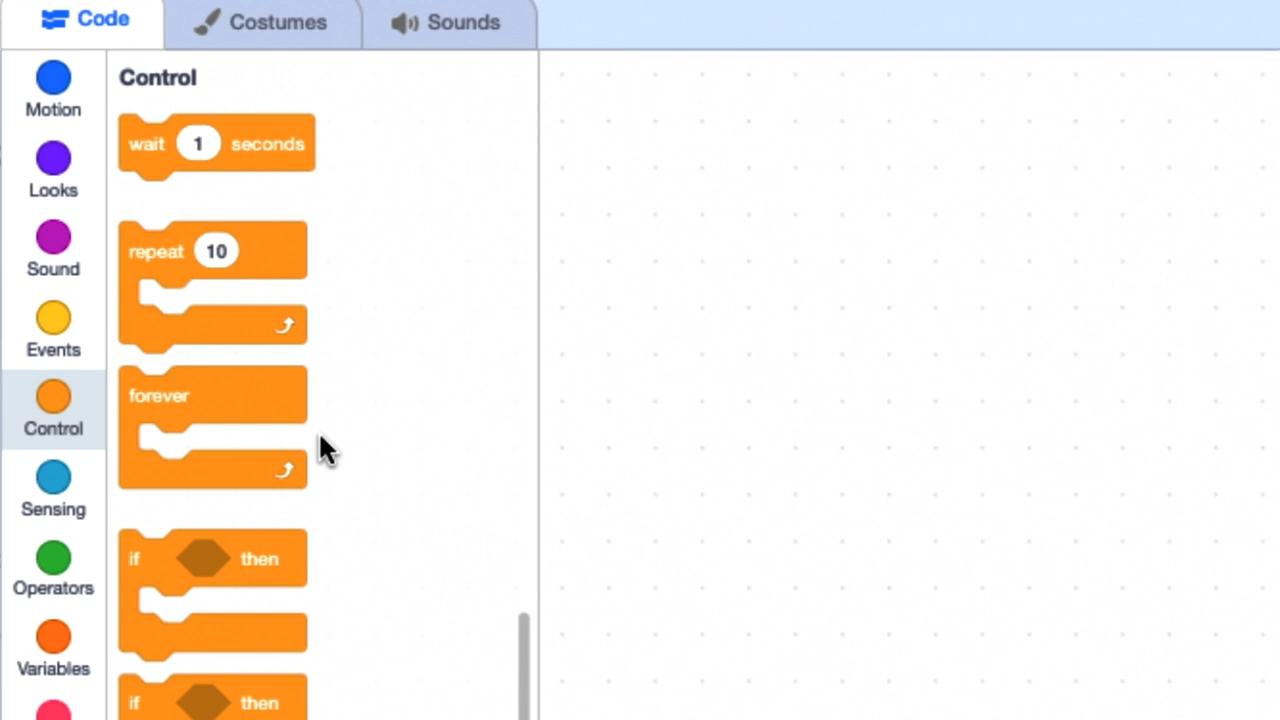 Code
Costumes
Sounds
Motion
Looks
Sound
Events
Control
Sensing
Operators
Variables
Control
wait 1 seconds
repeat 10
forever
if then
if then